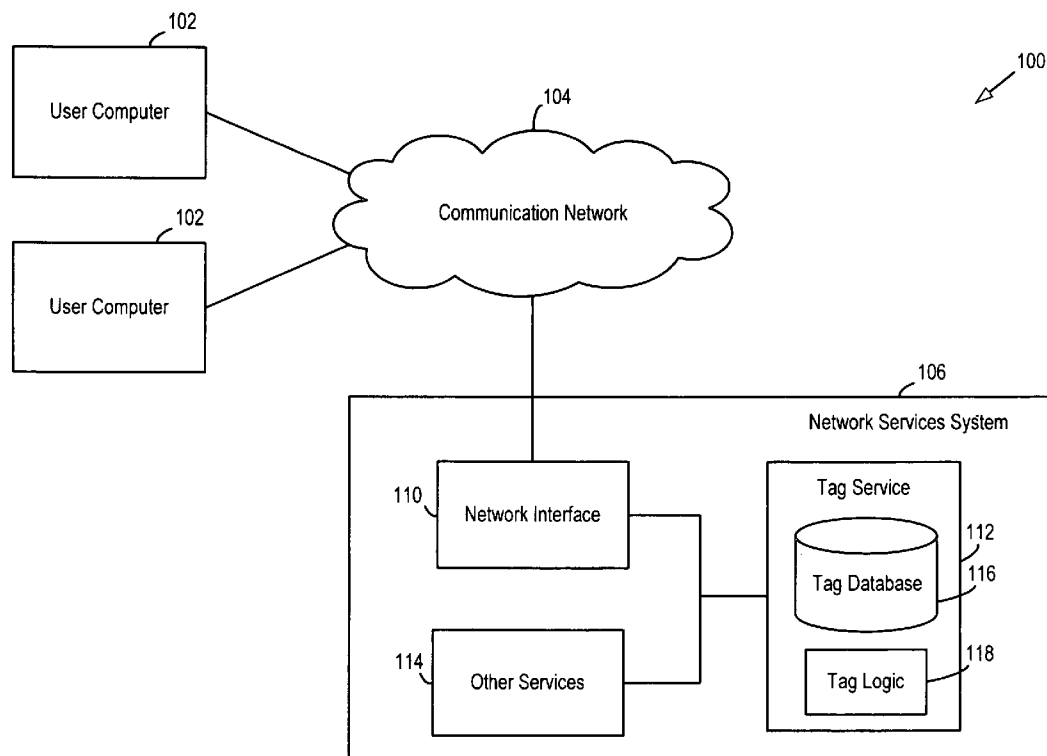 102
User Computer
100
104
Communication Network
102
User Computer
106
Network Services System
110
Network Interface
Tag Service
112
Tag Database
116
114
Other Services
118
Tag Logic